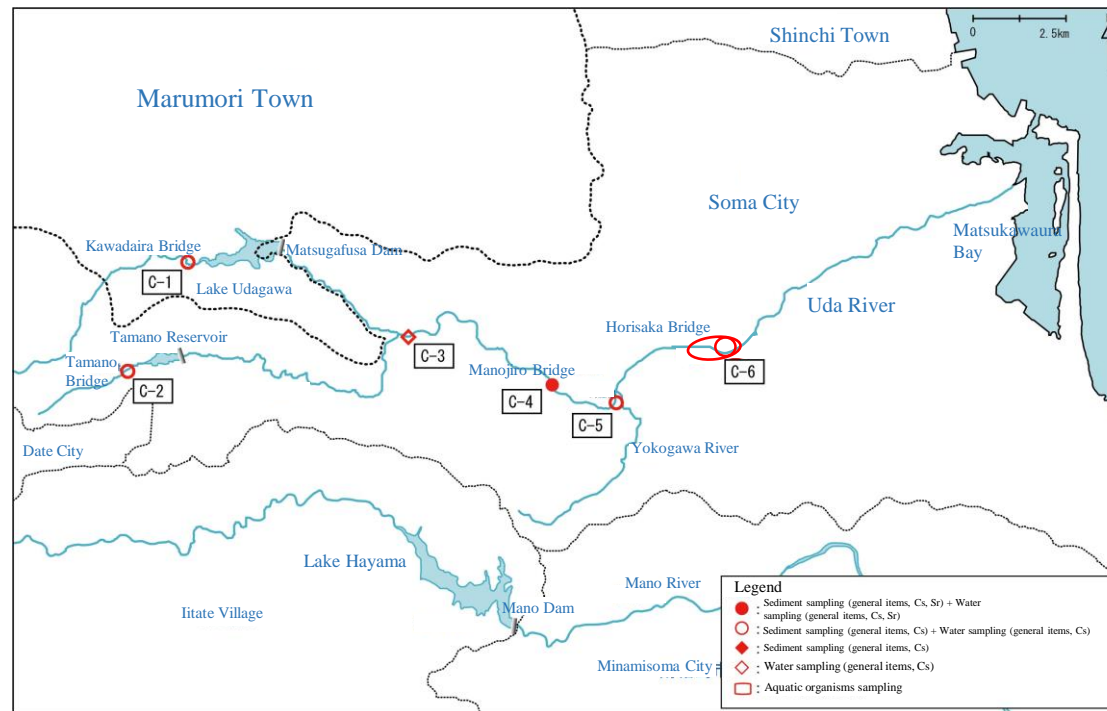 Shinchi Town
0 2.5km
Marumori Town
Soma City
Matsukawaura
Bay
Kawadaira Bridge
Matsugafusa Dam
C-1
Lake Udagawa
Uda River
Tamano Reservoir
Horisaka Bridge
Tamano
Bridge
C-3
C-6
C-2
Manojiro Bridge
C-4
C-5
Date City
Yokogawa River
Lake Hayama
Mano River
Iitate Village
Mano Dam
Minamisoma City
Legend
: Sediment sampling (general items, Cs, Sr) + Water
sampling (general items, Cs, Sr)
: Sediment sampling (general items, Cs) + Water sampling (general items, Cs)
: Sediment sampling (general items, Cs)
: Water sampling (general items, Cs)
: Aquatic organisms sampling